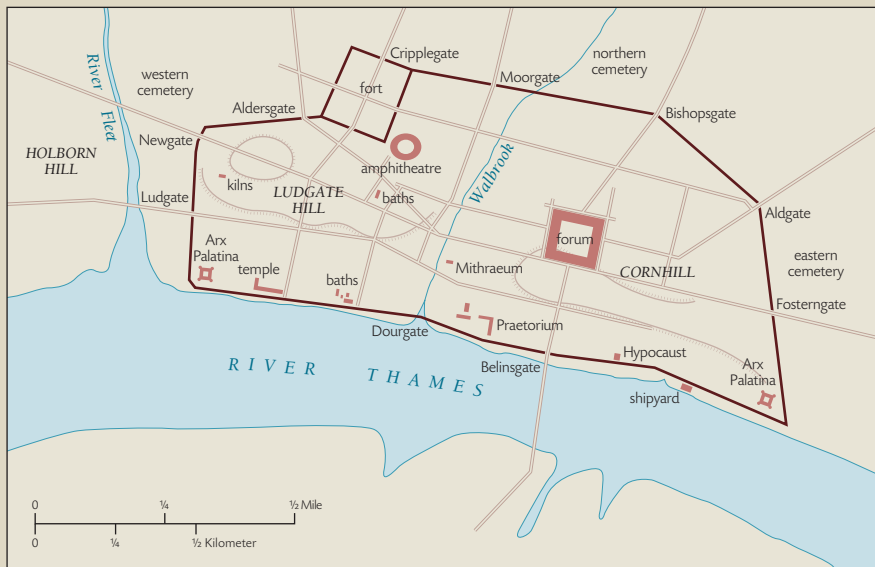 Cripplegate
northern
cemetery
River
Fleet
western
cemetery
fort
Moorgate
Aldersgate
Bishopsgate
Newgate
amphitheatre
Walbrook
HOLBORN
HILL
kilns
LUDGATE
HILL
baths
Ludgate
Aldgate
Arx
Palatina
forum
temple
Mithraeum
CORNHILL
eastern
cemetery
baths
Fosterngate
Dourgate
Praetorium
Belinsgate
Hypocaust
Arx
Palatina
RIVER THAMES
shipyard
0 ¼ ½ Mile
0 ¼ ½ Kilometer